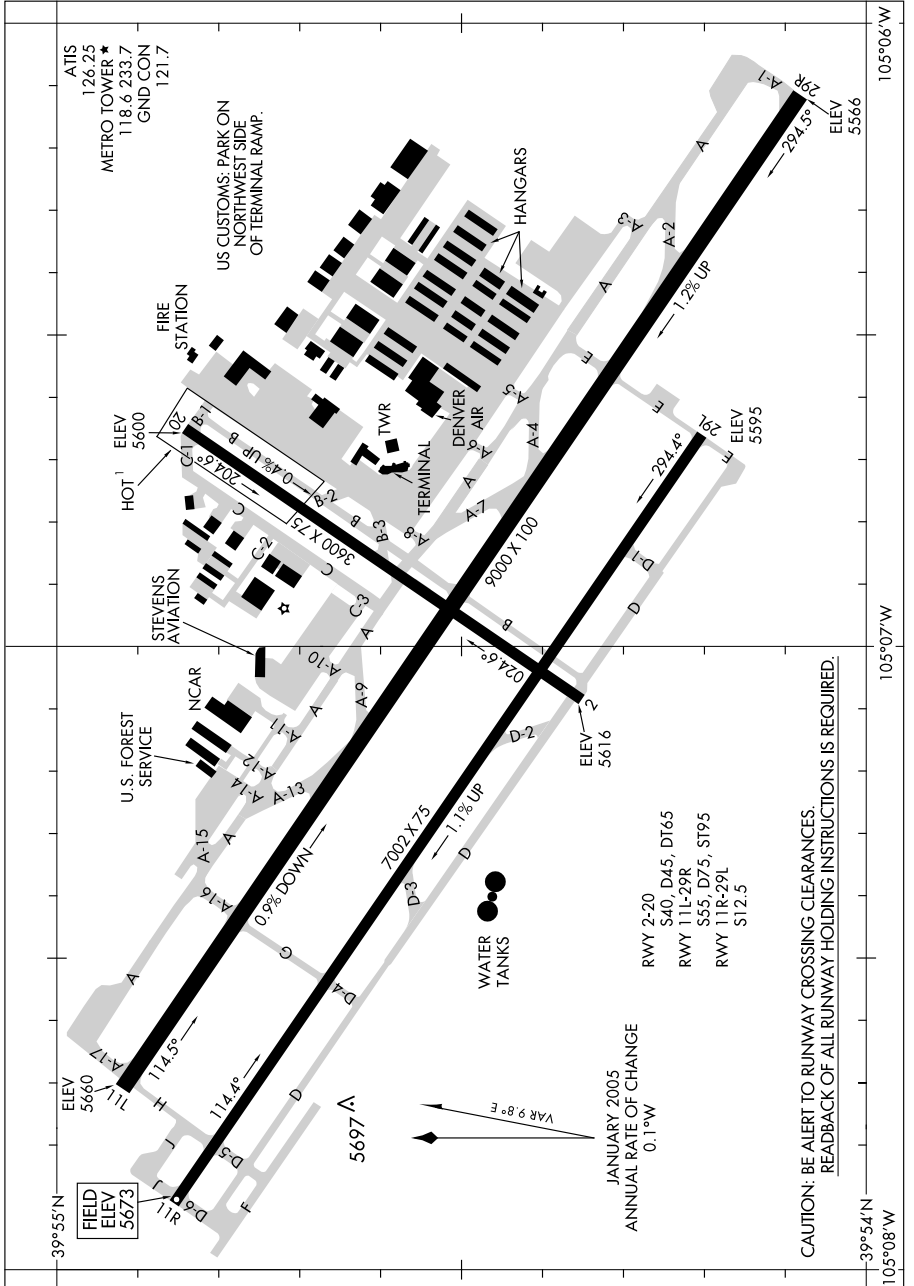 ATIS
126.25
METRO TOWER ★
118.6 233.7
GND CON
121.7
US CUSTOMS: PARK ON
NORTHWEST SIDE
OF TERMINAL RAMP.
39°55'N
39°54'N
105°08'W
105°07'W
105°06'W
FIELD
ELEV
5673
11R
D-6
J
J
H
F
D-5
114.4°
ELEV
5660
11L
A-17
114.5°
A
A-16
A-15
A
G
D-4
D
D-3
D
D-2
0.9% DOWN
7002 X 75
1.1% UP
U.S. FOREST
SERVICE
NCAR
STEVENS
AVIATION
A-14
A-13
A-12
A-11
A
A-10
A-9
A
C-3
C
C-2
C
C-1
HOT 1
ELEV
5600
20
B-1
B
204.6°
0.4% UP
B-2
3600 X 75
B
B-3
A-8
A-7
A
A-6
A-5
A-4
FIRE
STATION
TWR
TERMINAL
DENVER
AIR
HANGARS
9000 X 100
024.6°
B
2
ELEV
5616
D-1
D
E
E
E
294.4°
29L
ELEV
5595
1.2% UP
A
A-3
A-2
A
A-1
294.5°
29R
ELEV
5566
WATER
TANKS
5697
VAR 9.8° E
JANUARY 2005
ANNUAL RATE OF CHANGE
0.1°W
RWY 2-20
S40, D45, DT65
RWY 11L-29R
S55, D75, ST95
RWY 11R-29L
S12.5
CAUTION: BE ALERT TO RUNWAY CROSSING CLEARANCES.
READBACK OF ALL RUNWAY HOLDING INSTRUCTIONS IS REQUIRED.